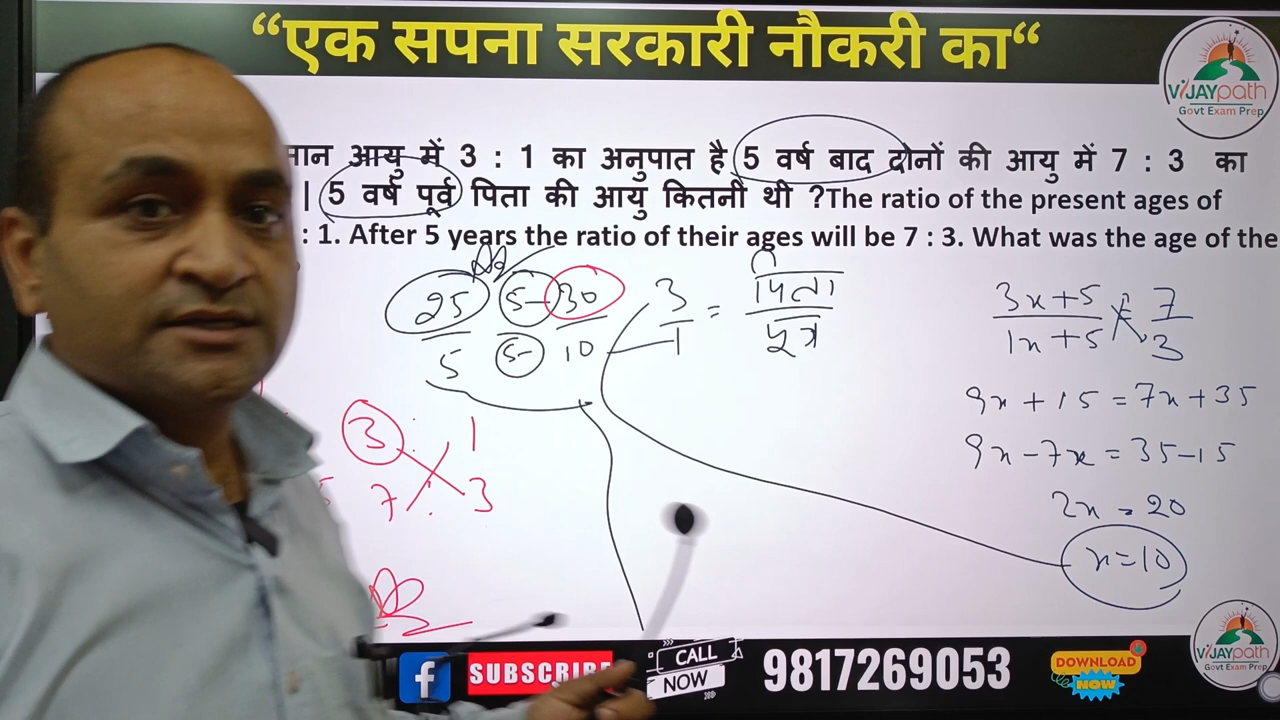 “एक सपना सरकारी नौकरी का“
ViJAYpath
Govt Exam Prep
मान आयु में 3 : 1 का अनुपात है 5 वर्ष बाद दोनों की आयु में 7 : 3 का
| 5 वर्ष पूर्व पिता की आयु कितनी थी ?The ratio of the present ages of
: 1. After 5 years the ratio of their ages will be 7 : 3. What was the age of the
25 5- 30
5 5- 10
3/1 = पिता/पुत्र
3x+5/1x+5 = 7/3
9x + 15 = 7x + 35
9x - 7x = 35 - 15
2x = 20
x = 10
3 1
7 : 3
SUBSCRIBE
CALL
NOW
9817269053
DOWNLOAD
NOW
ViJAYpath
Govt Exam Prep